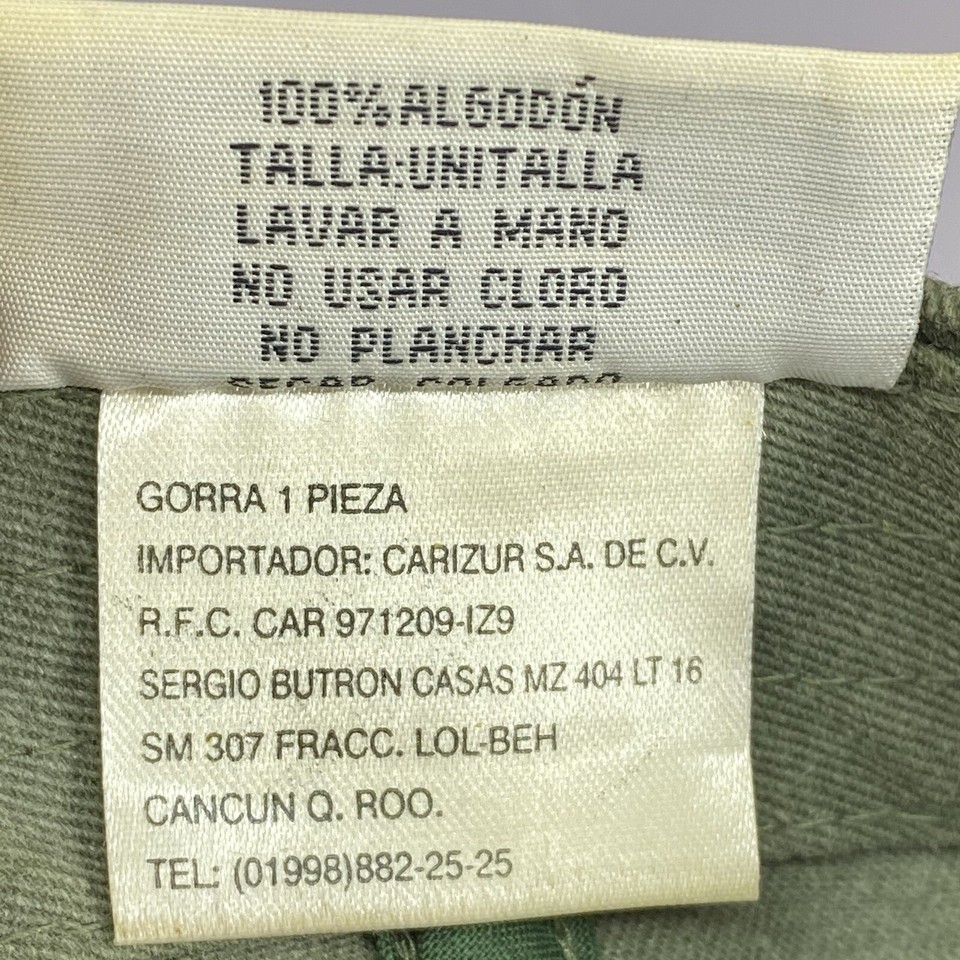 100% ALGODÓN
TALLA:UNITALLA
LAVAR A MANO
NO USAR CLORO
NO PLANCHAR
SECAR COLGADO
GORRA 1 PIEZA
IMPORTADOR: CARIZUR S.A. DE C.V.
R.F.C. CAR 971209-IZ9
SERGIO BUTRON CASAS MZ 404 LT 16
SM 307 FRACC. LOL-BEH
CANCUN Q. ROO.
TEL: (01998)882-25-25